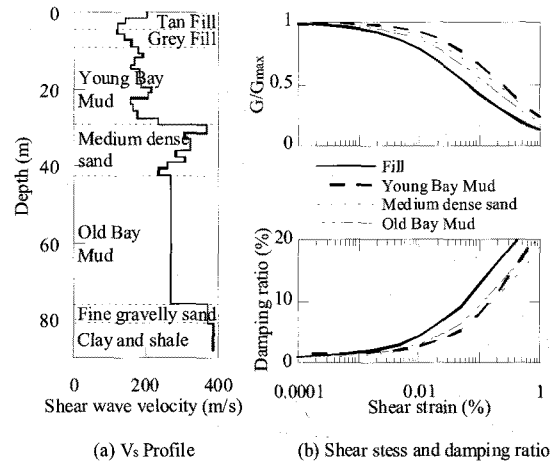 0
20
40
60
80
Depth (m)
Tan Fill
Grey Fill
Young Bay
Mud
Medium dense
sand
Old Bay
Mud
Fine gravelly sand
Clay and shale
0 200 400
Shear wave velocity (m/s)
(a) Vs Profile
1
0.5
0
G/Gmax
Fill
Young Bay Mud
Medium dense sand
Old Bay Mud
20
10
0
Damping ratio (%)
0.0001 0.01 1
Shear strain (%)
(b) Shear stess and damping ratio